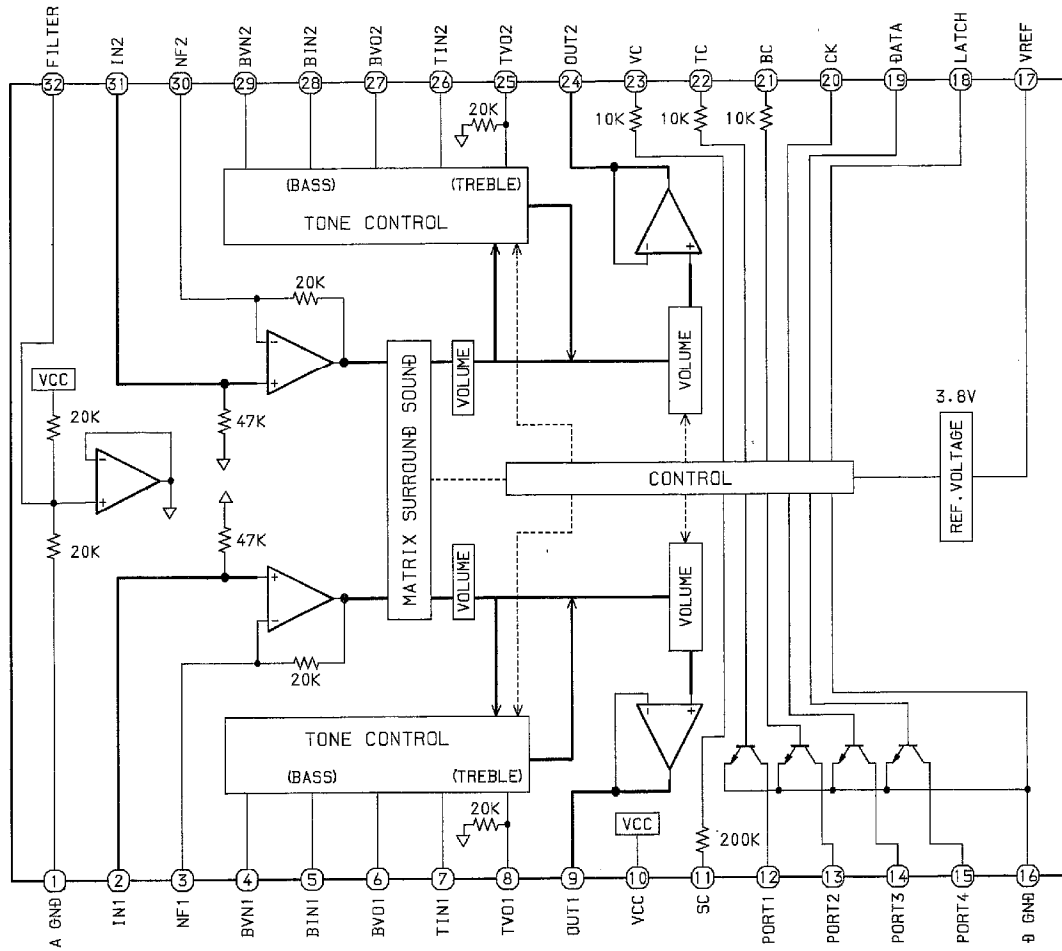 FILTER
IN2
NF2
BVN2
BIN2
BVO2
TIN2
TVO2
OUT2
VC
TC
BC
CK
DATA
LATCH
VREF
32
31
30
29
28
27
26
25
24
23
22
21
20
19
18
17
20K
10K
10K
10K
(BASS)
(TREBLE)
TONE CONTROL
20K
VCC
20K
47K
MATRIX SURROUND SOUND
VOLUME
VOLUME
3.8V
REF.VOLTAGE
CONTROL
20K
47K
VOLUME
VOLUME
20K
TONE CONTROL
(BASS)
(TREBLE)
20K
VCC
200K
1
2
3
4
5
6
7
8
9
10
11
12
13
14
15
16
A GND
IN1
NF1
BVN1
BIN1
BVO1
TIN1
TVO1
OUT1
VCC
SC
PORT1
PORT2
PORT3
PORT4
D GND